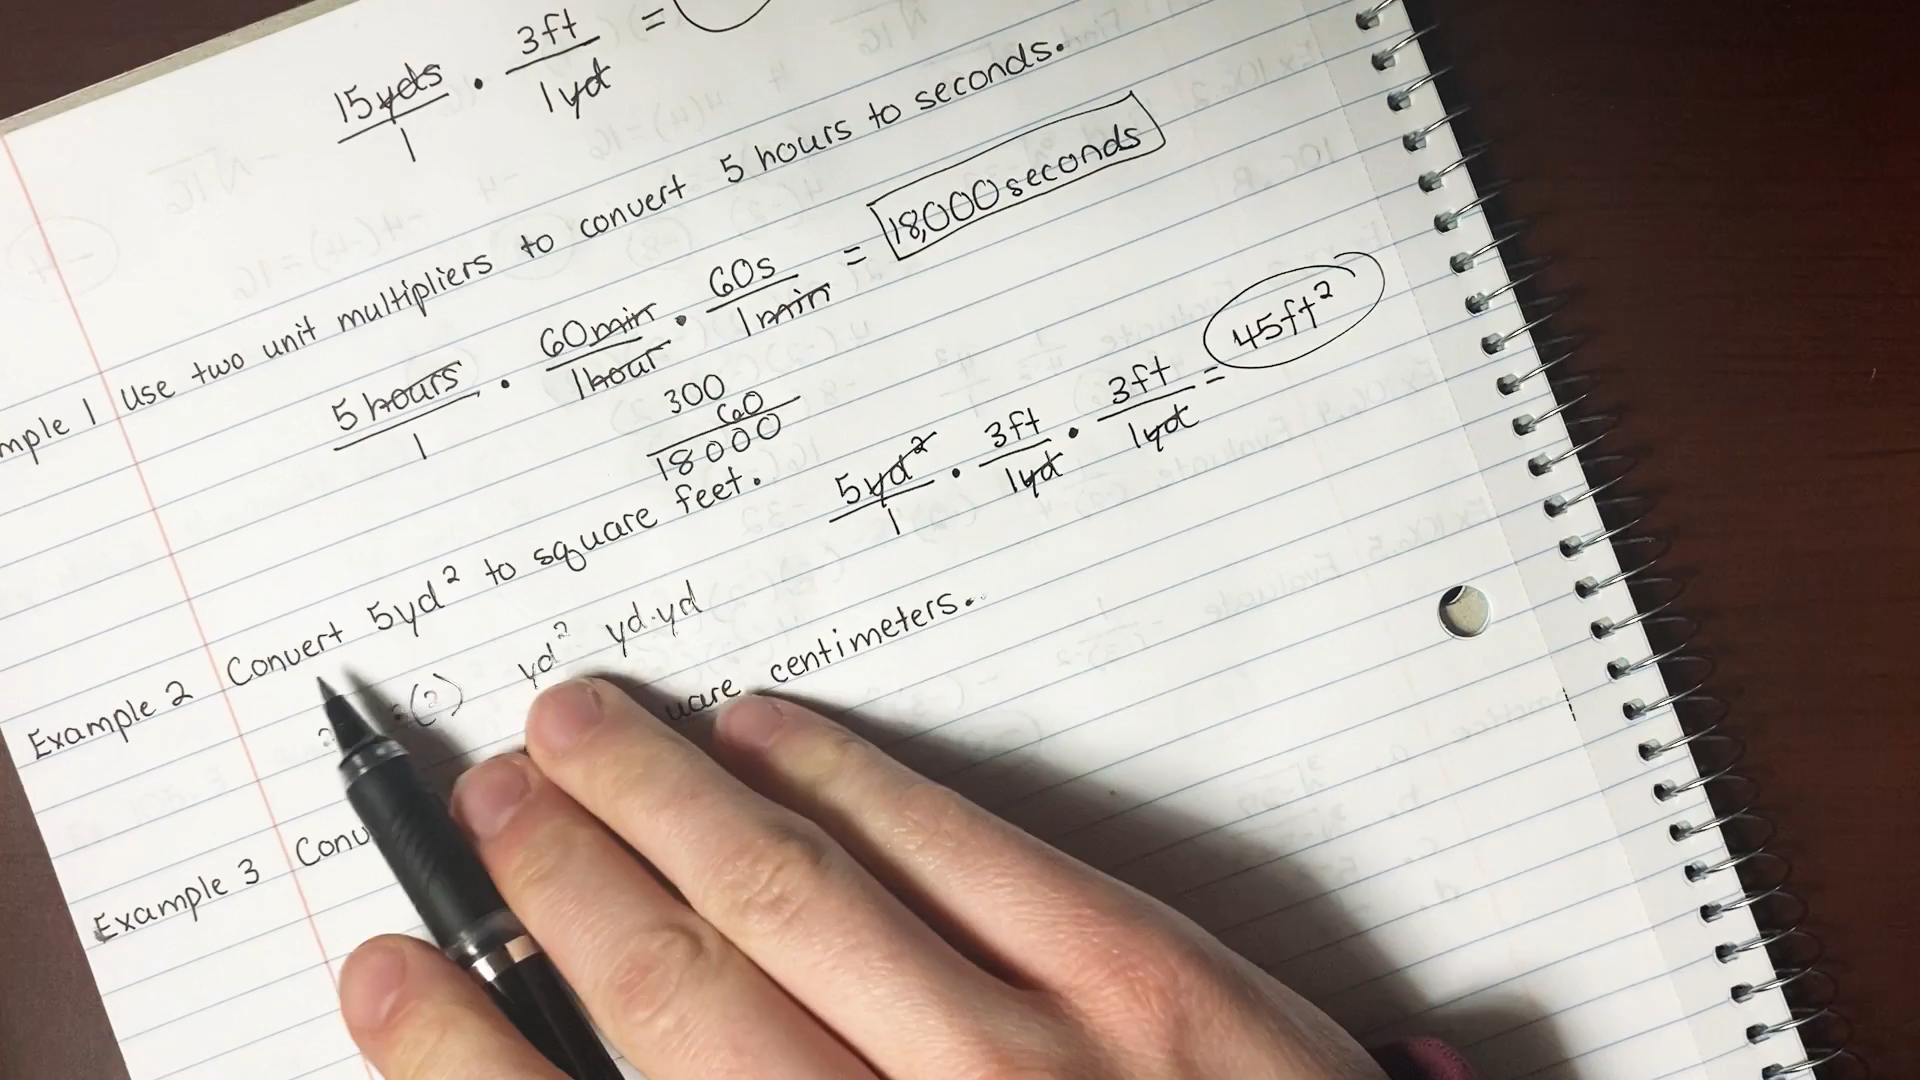 15yds/1 · 3ft/1yd =
mple 1 Use two unit multipliers to convert 5 hours to seconds.
5 hours/1 · 60min/1hour · 60s/1min = 18,000 seconds
300
60
18000
Example 2 Convert 5yd² to square feet.
5yd²/1 · 3ft/1yd · 3ft/1yd = 45ft²
yd² yd·yd
Example 3 Conv uare centimeters.